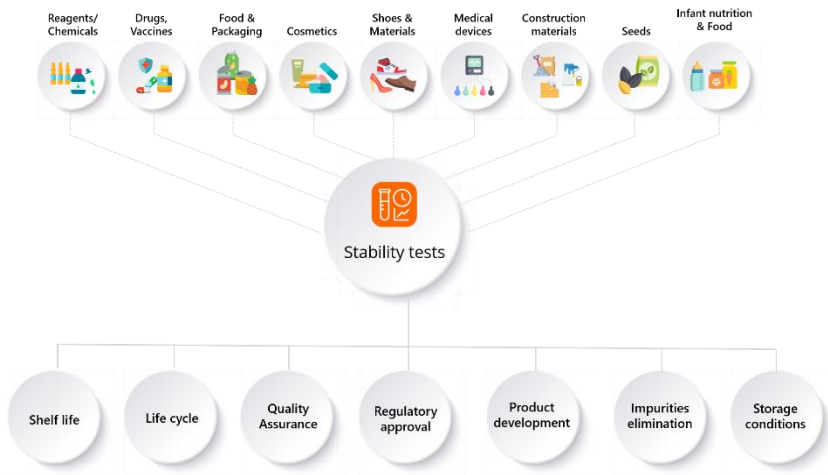 Reagents/
Chemicals
Drugs,
Vaccines
Food &
Packaging
Cosmetics
Shoes &
Materials
Medical
devices
Construction
materials
Seeds
Infant nutrition
& Food
Stability tests
Shelf life
Life cycle
Quality
Assurance
Regulatory
approval
Product
development
Impurities
elimination
Storage
conditions